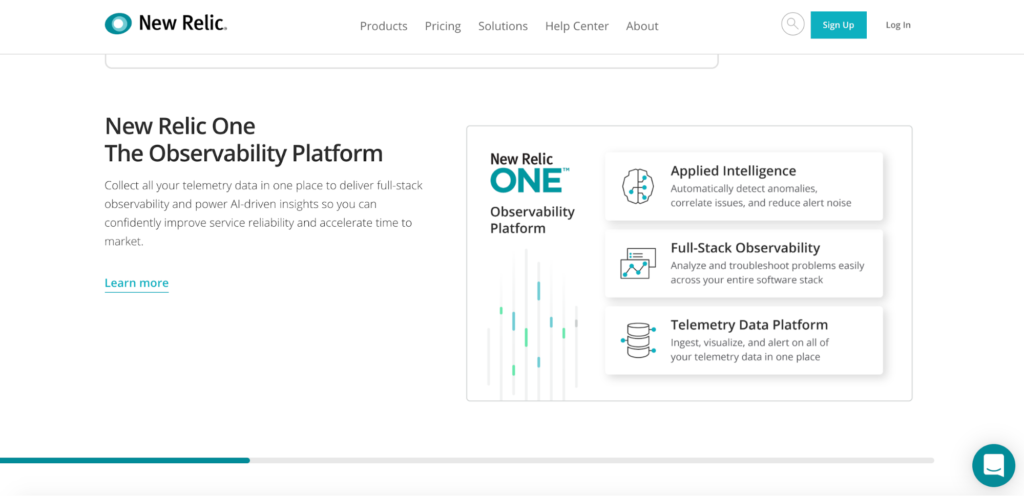 New Relic®
Products Pricing Solutions Help Center About
Sign Up
Log In
New Relic One
The Observability Platform
Collect all your telemetry data in one place to deliver full-stack
observability and power AI-driven insights so you can
confidently improve service reliability and accelerate time to
market.
Learn more
New Relic
ONE™
Observability
Platform
Applied Intelligence
Automatically detect anomalies,
correlate issues, and reduce alert noise
Full-Stack Observability
Analyze and troubleshoot problems easily
across your entire software stack
Telemetry Data Platform
Ingest, visualize, and alert on all of
your telemetry data in one place